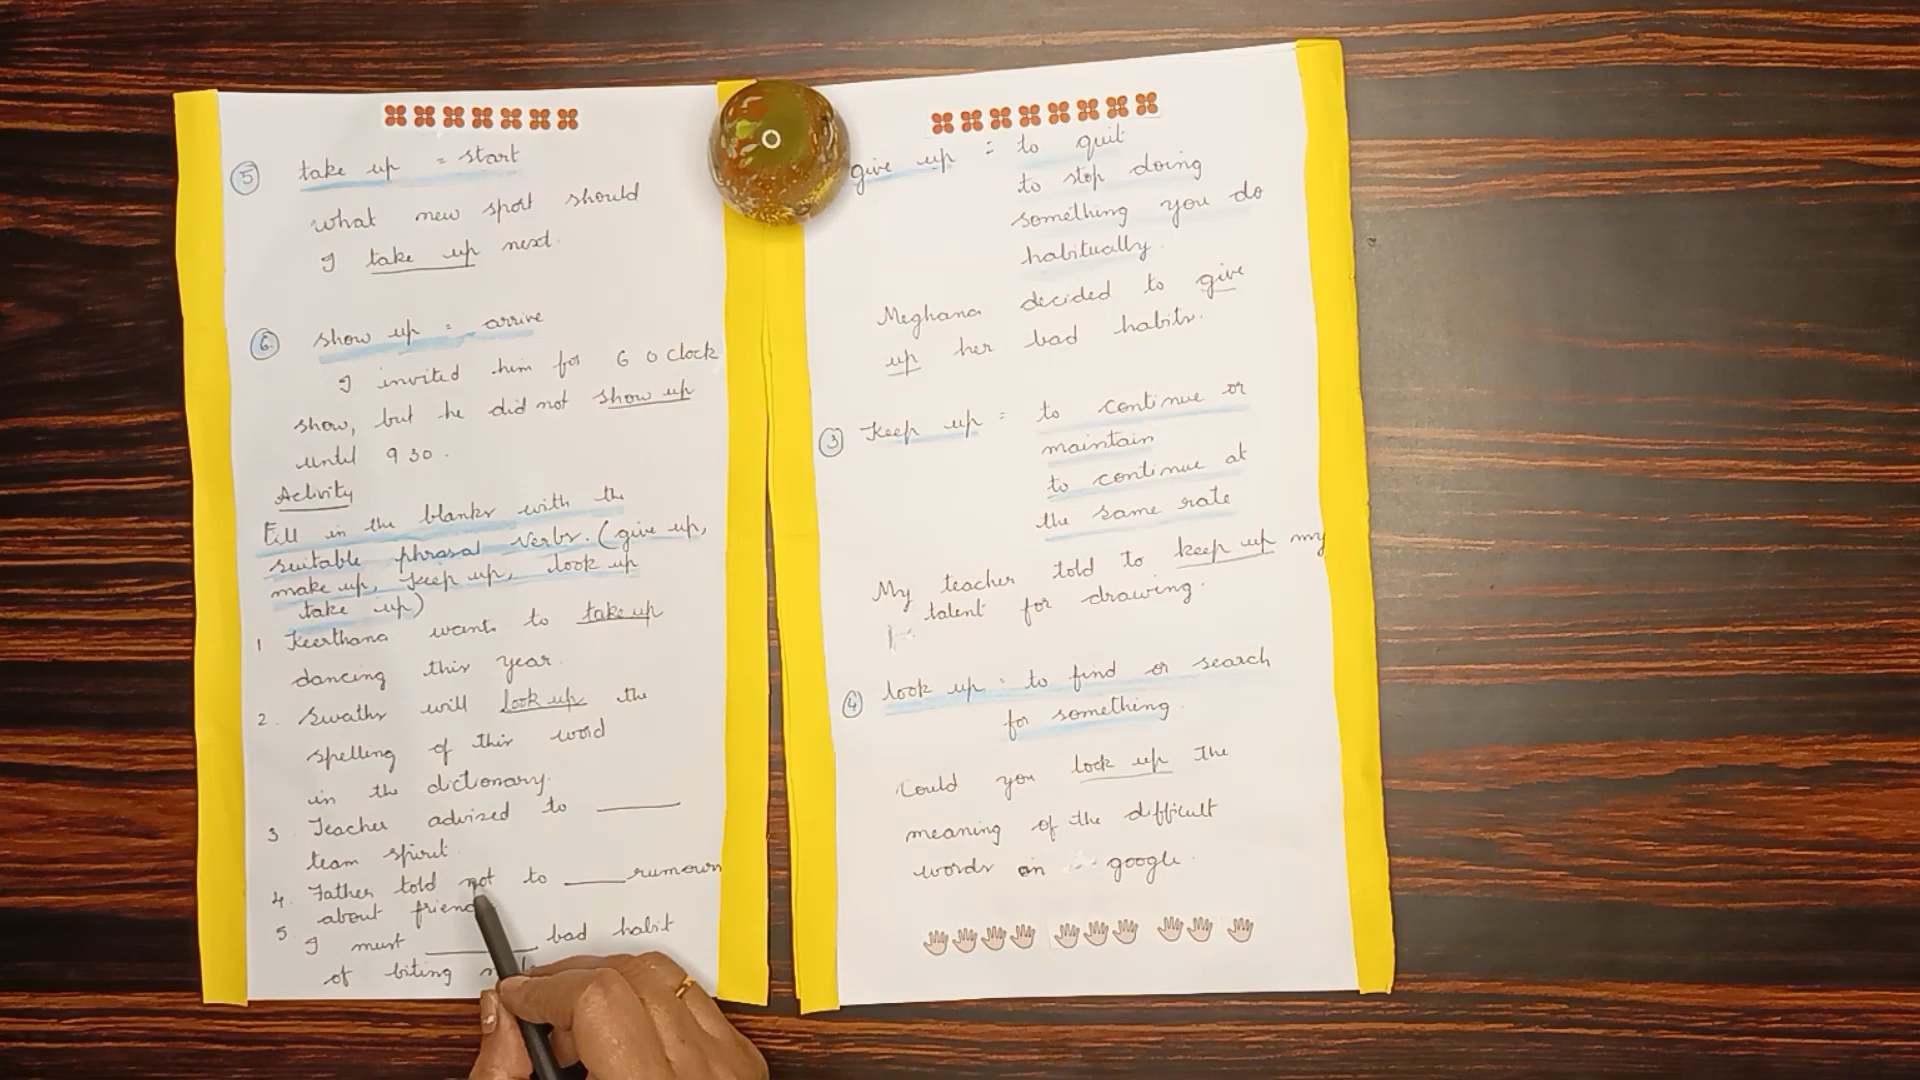 5 take up = start
what new sport should
I take up next.
6 show up = arrive
I invited him for 6 O clock
show, but he did not show up
until 9 30.
Activity
Fill in the blanks with the
suitable phrasal verbs. (give up,
make up, keep up, look up
take up)
1 Keerthana wants to take up
dancing this year.
2. Swathy will look up the
spelling of this word
in the dictionary.
3 Teacher advised to ______
team spirit.
4. Father told not to ____ rumours
about friend
5. I must ______ bad habit
of biting
give up = to quit
to stop doing
something you do
habitually.
Meghana decided to give
up her bad habits.
3 Keep up = to continue or
maintain
to continue at
the same rate
My teacher told to keep up my
talent for drawing.
4 look up = to find or search
for something.
Could you look up the
meaning of the difficult
words on google.